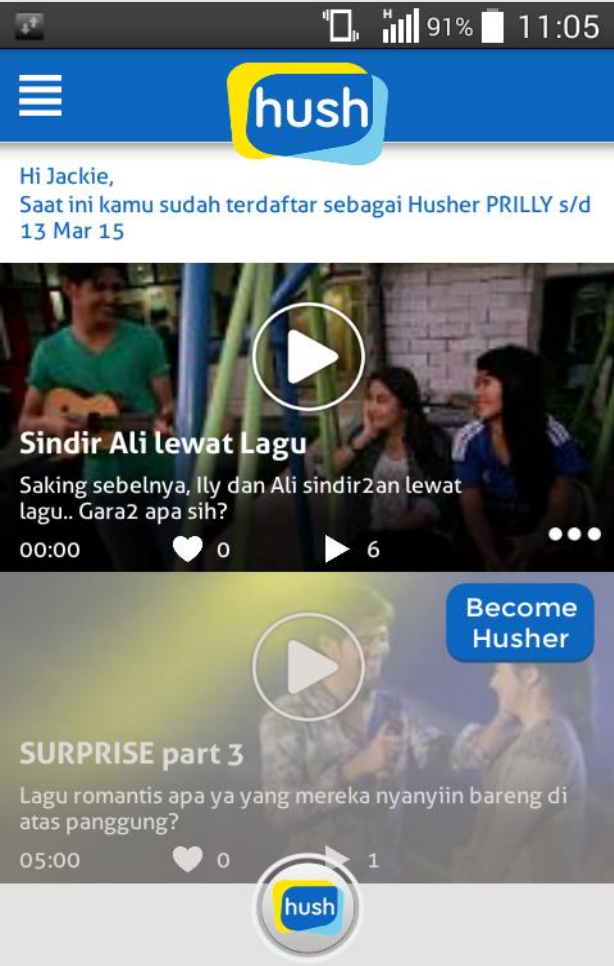 H
91%
11:05
hush
Hi Jackie,
Saat ini kamu sudah terdaftar sebagai Husher PRILLY s/d
13 Mar 15
Sindir Ali lewat Lagu
Saking sebelnya, Ily dan Ali sindir2an lewat
lagu.. Gara2 apa sih?
00:00 0 6
Become
Husher
SURPRISE part 3
Lagu romantis apa ya yang mereka nyanyiin bareng di
atas panggung?
05:00 0 1
hush